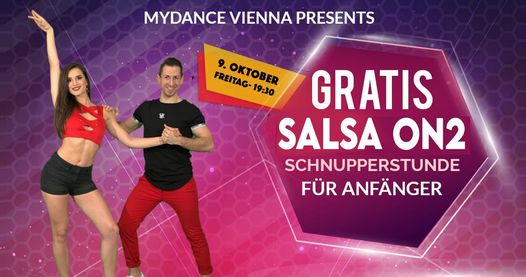 MYDANCE VIENNA PRESENTS
9. OKTOBER
FREITAG- 19:30
GRATIS
SALSA ON2
SCHNUPPERSTUNDE
FÜR ANFÄNGER